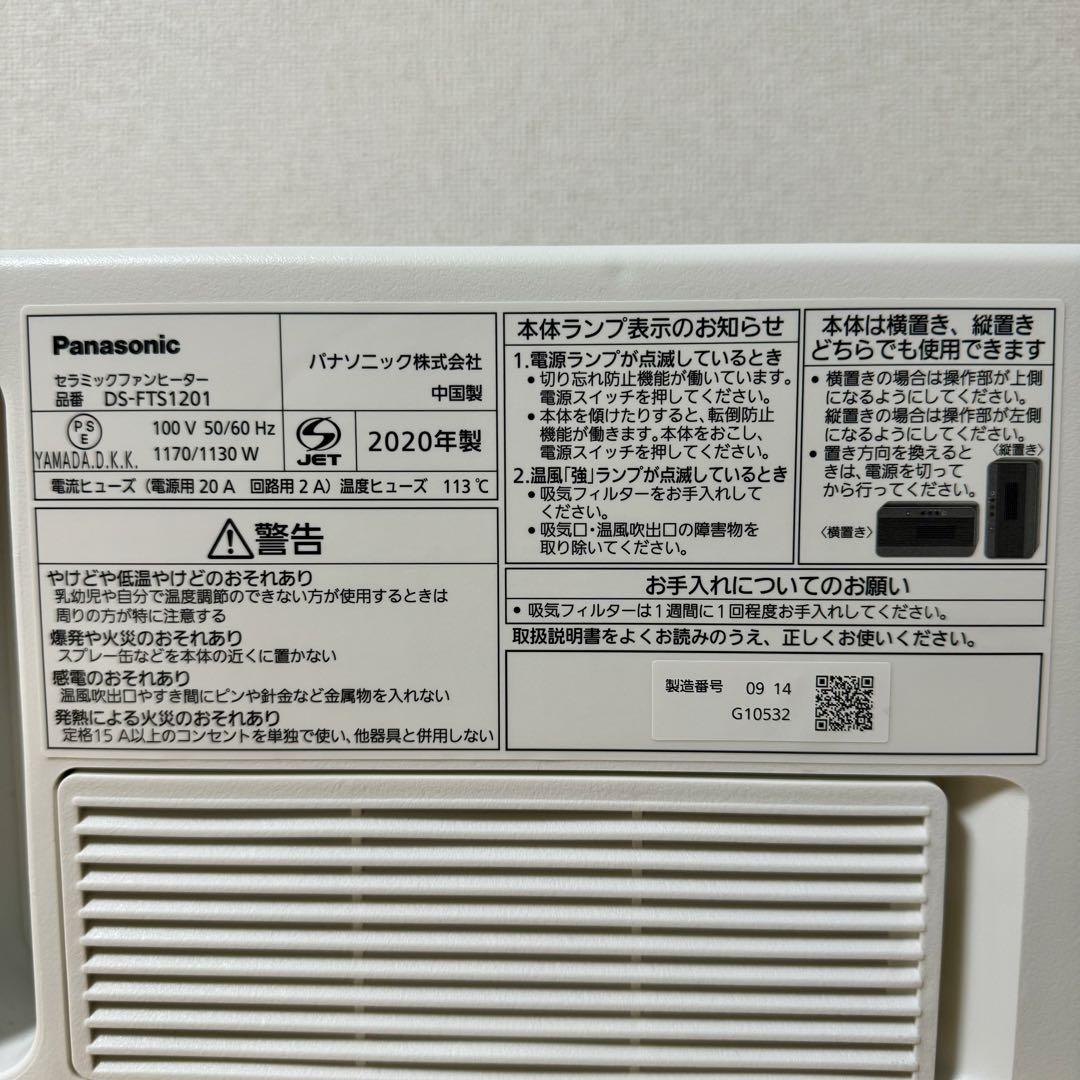 Panasonic
セラミックファンヒーター
品番 DS-FTS1201
パナソニック株式会社
中国製
PS
E
YAMADA.D.K.K.
100 V 50/60 Hz
1170/1130 W
JET
2020年製
電流ヒューズ（電源用 20 A 回路用 2 A）温度ヒューズ 113 ℃
警告
やけどや低温やけどのおそれあり
乳幼児や自分で温度調節のできない方が使用するときは
周りの方が特に注意する
爆発や火災のおそれあり
スプレー缶などを本体の近くに置かない
感電のおそれあり
温風吹出口やすき間にピンや針金など金属物を入れない
発熱による火災のおそれあり
定格15 A以上のコンセントを単独で使い、他器具と併用しない
本体ランプ表示のお知らせ
1.電源ランプが点滅しているとき
• 切り忘れ防止機能が働いています。
電源スイッチを押してください。
• 本体を傾けたりすると、転倒防止
機能が働きます。本体をおこし、
電源スイッチを押してください。
2.温風「強」ランプが点滅しているとき
• 吸気フィルターをお手入れして
ください。
• 吸気口・温風吹出口の障害物を
取り除いてください。
本体は横置き、縦置き
どちらでも使用できます
• 横置きの場合は操作部が上側
になるようにしてください。
縦置きの場合は操作部が左側
になるようにしてください。
• 置き方向を換えると
きは、電源を切って
から行ってください。
〈縦置き〉
〈横置き〉
お手入れについてのお願い
• 吸気フィルターは１週間に１回程度お手入れしてください。
取扱説明書をよくお読みのうえ、正しくお使いください。
製造番号 09 14
G10532